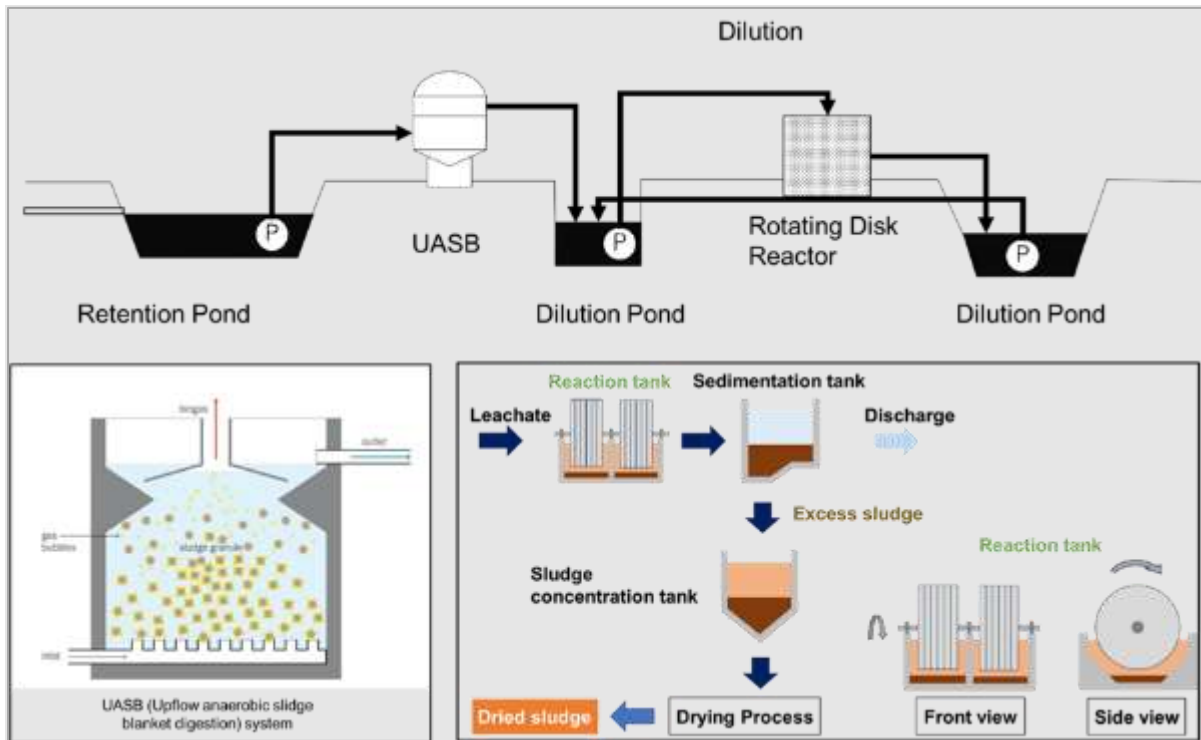 Dilution
P
P
P
UASB
Rotating Disk
Reactor
Retention Pond
Dilution Pond
Dilution Pond
biogas
outlet
gas
bubbles
sludge granule
inlet
UASB (Upflow anaerobic slidge
blanket digestion) system
Reaction tank
Sedimentation tank
Leachate
Discharge
Excess sludge
Reaction tank
Sludge
concentration tank
Dried sludge
Drying Process
Front view
Side view